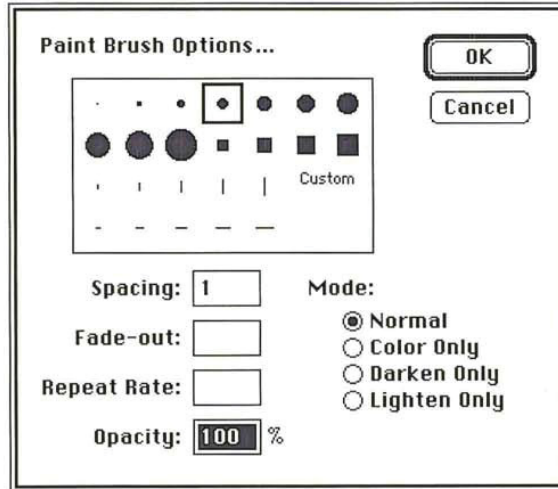 Paint Brush Options...
OK
Cancel
Custom
Spacing: 1
Fade-out:
Repeat Rate:
Opacity: 100 %
Mode:
Normal
Color Only
Darken Only
Lighten Only